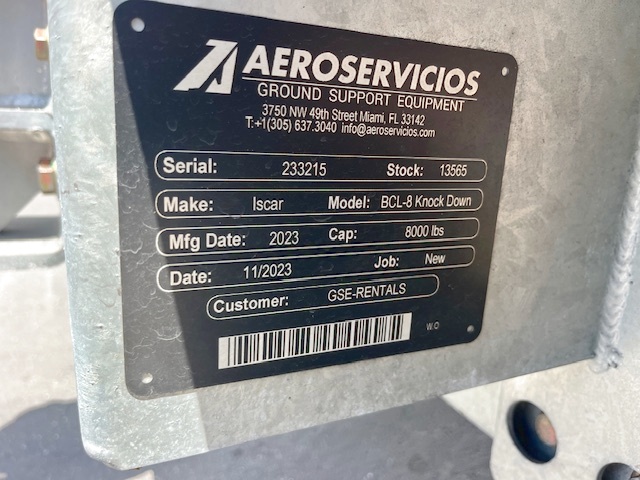 AEROSERVICIOS
GROUND SUPPORT EQUIPMENT
3750 NW 49th Street Miami, FL 33142
T:+1(305) 637.3040 info@aeroservicios.com
Serial: 233215 Stock: 13565
Make: Iscar Model: BCL-8 Knock Down
Mfg Date: 2023 Cap: 8000 lbs
Date: 11/2023 Job: New
Customer: GSE-RENTALS
W.O